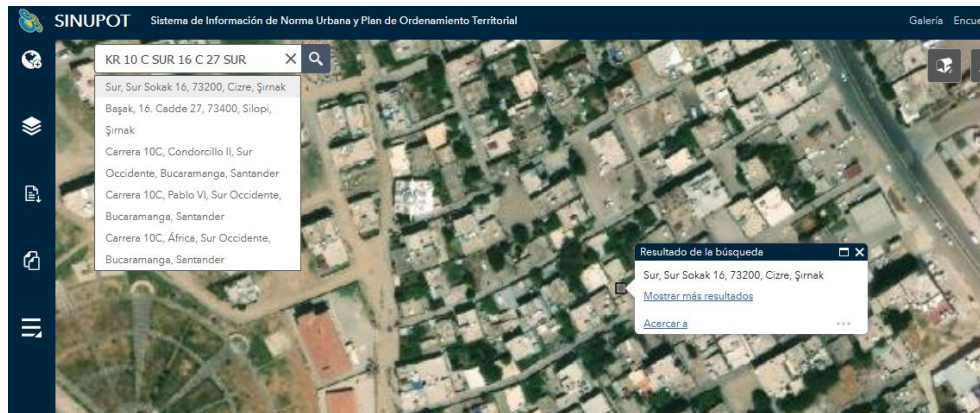 SINUPOT Sistema de Información de Norma Urbana y Plan de Ordenamiento Territorial Galería Encue
KR 10 C SUR 16 C 27 SUR
Sur, Sur Sokak 16, 73200, Cizre, Şırnak
Başak, 16. Cadde 27, 73400, Silopi,
Şırnak
Carrera 10C, Condorcillo II, Sur
Occidente, Bucaramanga, Santander
Carrera 10C, Pablo VI, Sur Occidente,
Bucaramanga, Santander
Carrera 10C, África, Sur Occidente,
Bucaramanga, Santander
Resultado de la búsqueda
Sur, Sur Sokak 16, 73200, Cizre, Şırnak
Mostrar más resultados
Acercar a